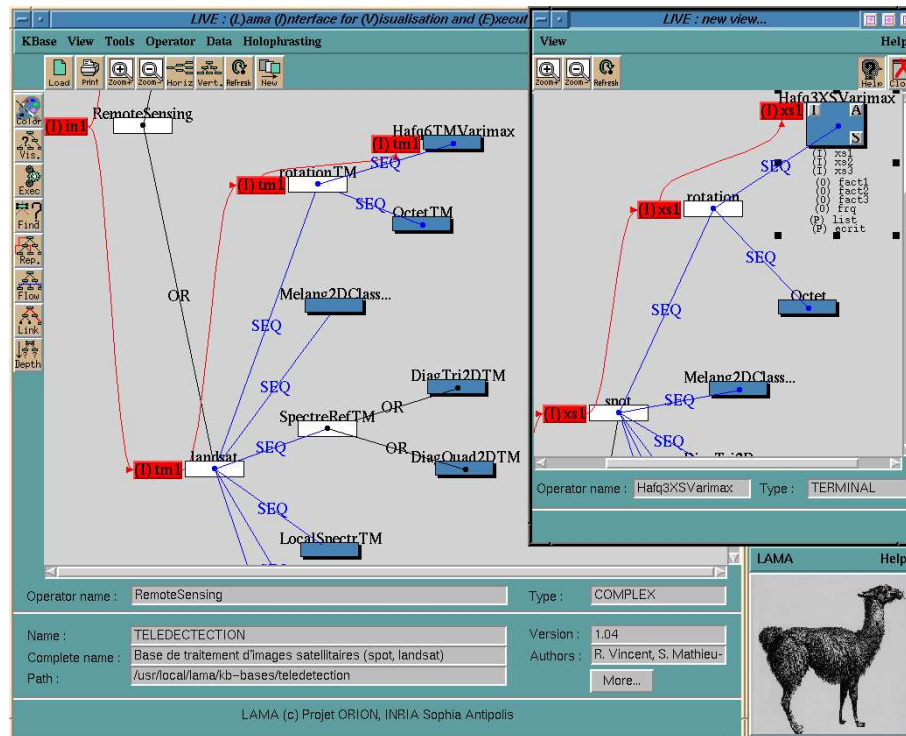 LIVE : (L)ama (I)nterface for (V)isualisation and (E)xecut
KBase View Tools Operator Data Holophrasting
Load Print Zoom+ Zoom- Horiz Vert. Refresh New
Color
Vis.
Exec
Find
Rep.
Flow
Link
Depth
RemoteSensing
(I) in1
Hafq6TMVarimax
(I) tm1
SEQ
rotationTM
(I) tm1
SEQ
OctetTM
OR
Melang2DClass...
SEQ
SEQ
DiagTri2DTM
OR
SpectreRefTM
SEQ
OR
DiagQuad2DTM
landsat
(I) tm1
SEQ
LocalSpectrTM
Operator name : RemoteSensing Type : COMPLEX
Name : TELEDECTECTION Version : 1.04
Complete name : Base de traitement d'images satellitaires (spot, landsat) Authors : R. Vincent, S. Mathieu-
Path : /usr/local/lama/kb-bases/teledetection More...
LAMA (c) Projet ORION, INRIA Sophia Antipolis
LIVE : new view...
View Help
Zoom+ Zoom- Refresh Help Clo
Hafq3XSVarimax
(I) xs1
I A
S
(I) xs1
(I) xs2
(I) xs3
(O) fact1
(O) fact2
(O) fact3
(O) frq
(P) list
(P) ecrit
SEQ
rotation
(I) xs1
SEQ
Octet
SEQ
Melang2DClass...
SEQ
spot
(I) xs1
DiagTri2D
Operator name : Hafq3XSVarimax Type : TERMINAL
LAMA Help